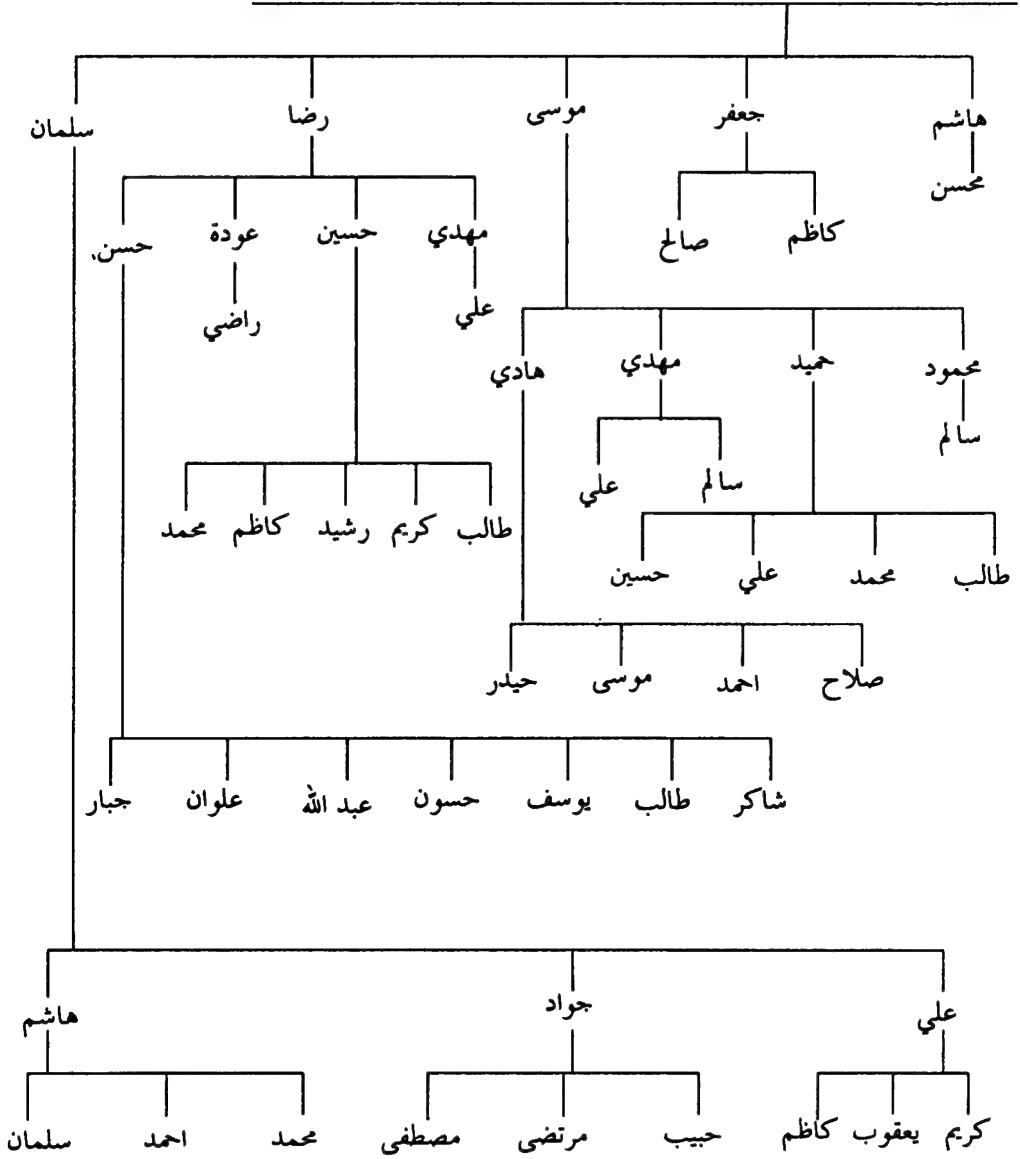 هاشم جعفر موسى رضا سلمان
محسن
كاظم صالح
مهدي حسين عودة حسن
علي راضي
محمود حميد مهدي هادي
سالم
سالم علي
طالب كريم رشيد كاظم محمد
طالب محمد علي حسين
صلاح احمد موسى حيدر
شاكر طالب يوسف حسون عبد الله علوان جبار
علي جواد هاشم
كريم يعقوب كاظم حبيب مرتضى مصطفى محمد احمد سلمان